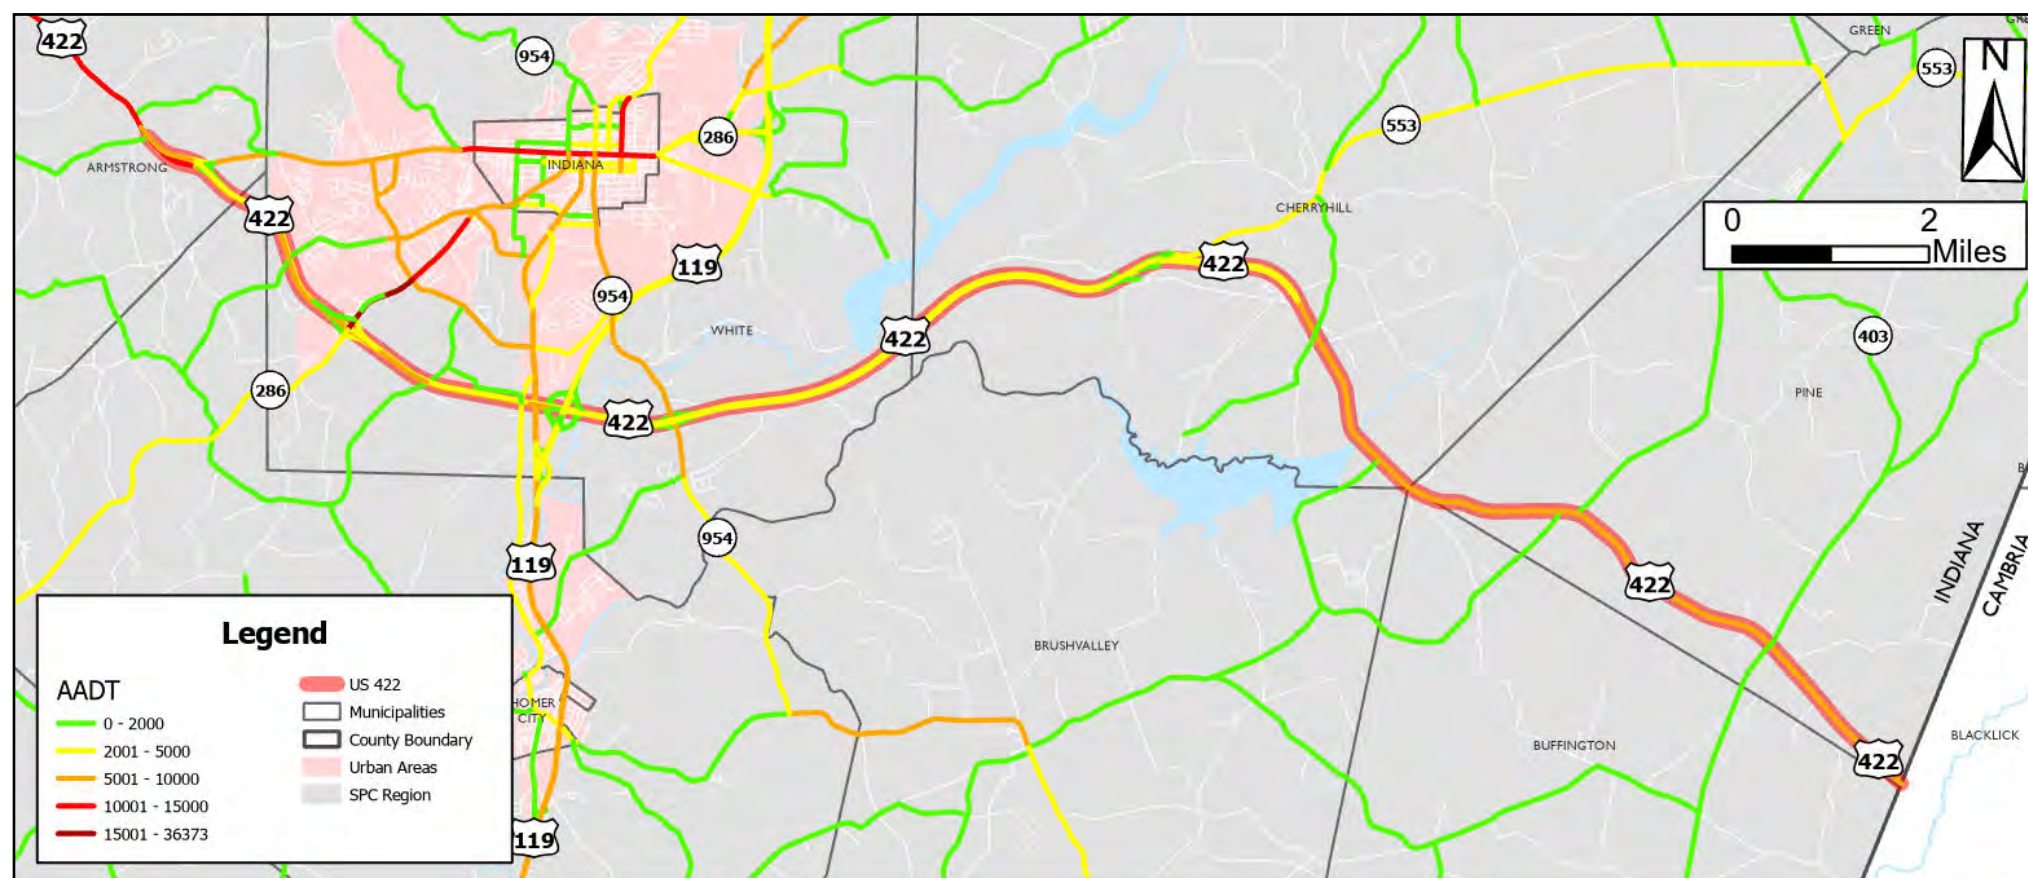 422
954
GREEN
N
553
286
553
ARMSTRONG
INDIANA
0 2
Miles
422
CHERRYHILL
119
422
954
WHITE
422
403
286
PINE
422
954
119
INDIANA
CAMBRIA
422
Legend
AADT
0 - 2000
2001 - 5000
5001 - 10000
10001 - 15000
15001 - 36373
US 422
Municipalities
County Boundary
Urban Areas
SPC Region
HOMER
CITY
BRUSHVALLEY
BUFFINGTON
BLACKLICK
422
119